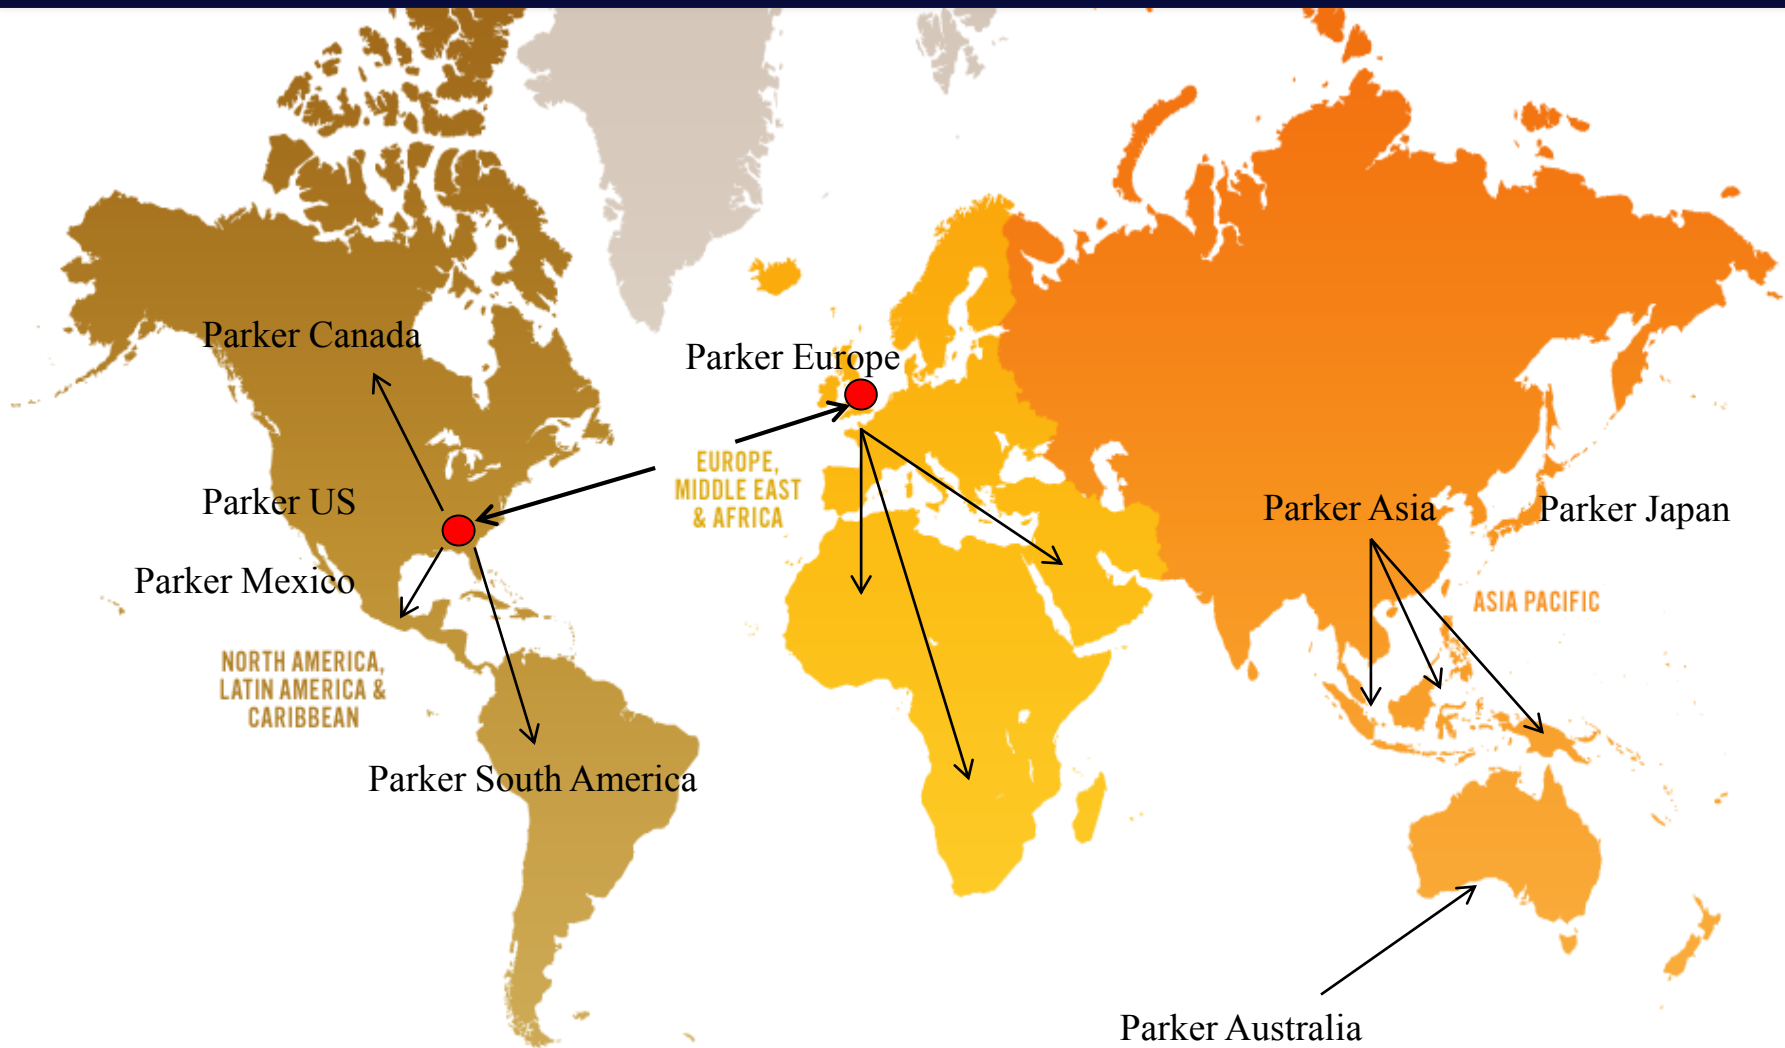 Parker Canada
Parker Europe
EUROPE,
MIDDLE EAST
& AFRICA
Parker US
Parker Asia
Parker Japan
Parker Mexico
ASIA PACIFIC
NORTH AMERICA,
LATIN AMERICA &
CARIBBEAN
Parker South America
Parker Australia